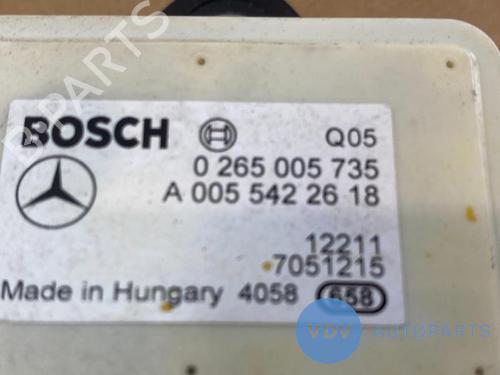 BOSCH Q05
0 265 005 735
A 005 542 26 18
12211
7051215
Made in Hungary 4058 658
B-PARTS
VDV AUTOPARTS